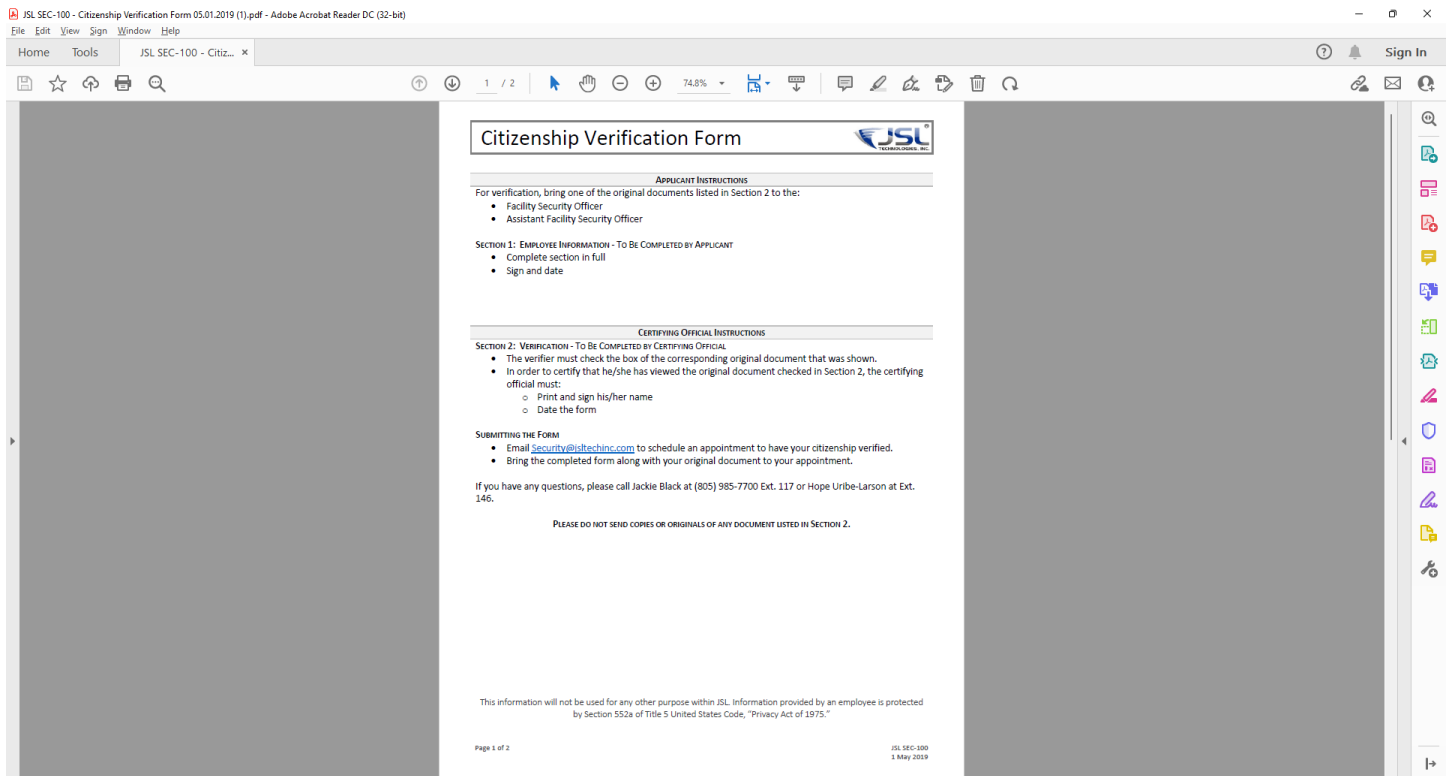 JSL SEC-100 - Citizenship Verification Form 05.01.2019 (1).pdf - Adobe Acrobat Reader DC (32-bit)
File Edit View Sign Window Help
Home Tools JSL SEC-100 - Citiz... × Sign In
1 / 2 74.8%
Citizenship Verification Form JSL®
TECHNOLOGIES, INC.
APPLICANT INSTRUCTIONS
For verification, bring one of the original documents listed in Section 2 to the:
• Facility Security Officer
• Assistant Facility Security Officer
SECTION 1: EMPLOYEE INFORMATION - TO BE COMPLETED BY APPLICANT
• Complete section in full
• Sign and date
CERTIFYING OFFICIAL INSTRUCTIONS
SECTION 2: VERIFICATION - TO BE COMPLETED BY CERTIFYING OFFICIAL
• The verifier must check the box of the corresponding original document that was shown.
• In order to certify that he/she has viewed the original document checked in Section 2, the certifying
official must:
o Print and sign his/her name
o Date the form
SUBMITTING THE FORM
• Email Security@jsltechinc.com to schedule an appointment to have your citizenship verified.
• Bring the completed form along with your original document to your appointment.
If you have any questions, please call Jackie Black at (805) 985-7700 Ext. 117 or Hope Uribe-Larson at Ext.
146.
PLEASE DO NOT SEND COPIES OR ORIGINALS OF ANY DOCUMENT LISTED IN SECTION 2.
This information will not be used for any other purpose within JSL. Information provided by an employee is protected
by Section 552a of Title 5 United States Code, “Privacy Act of 1975.”
Page 1 of 2 JSL SEC-100
1 May 2019